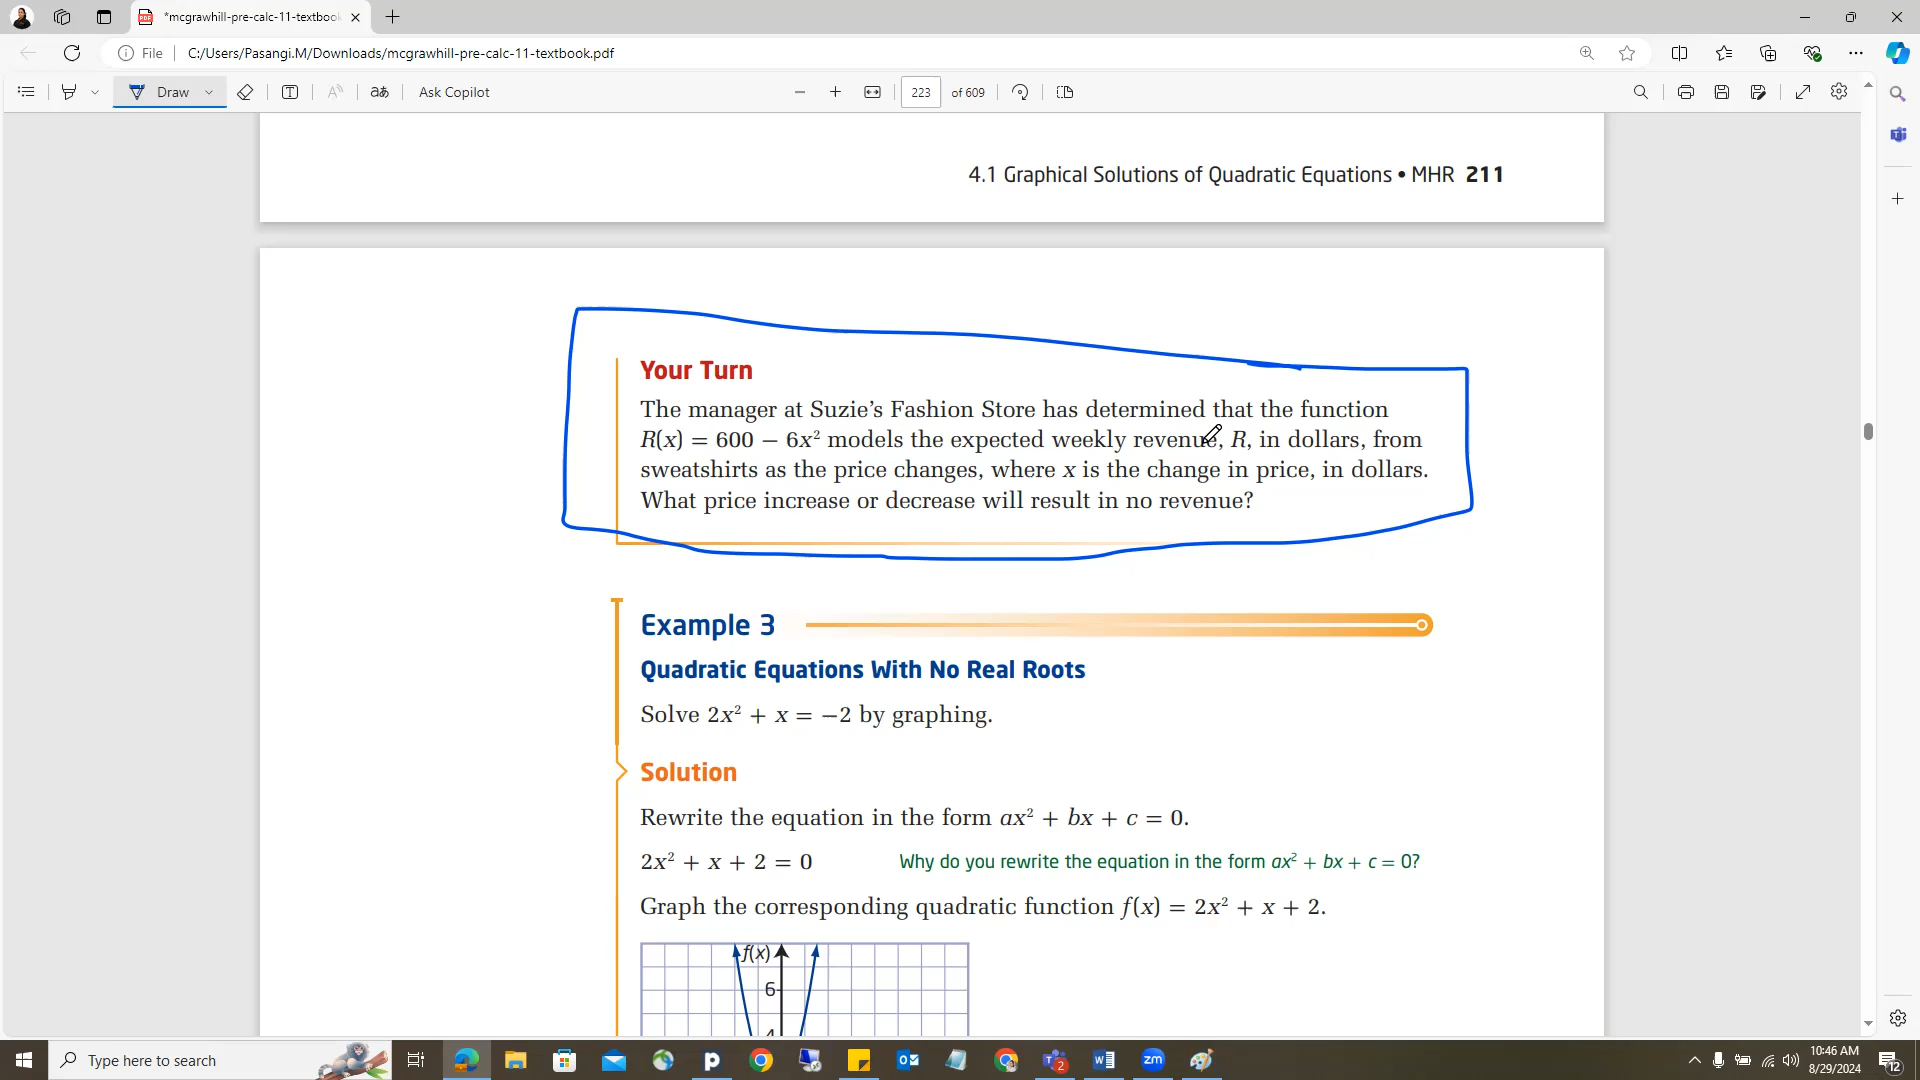 *mcgrawhill-pre-calc-11-textbook
File
C:/Users/Pasangi.M/Downloads/mcgrawhill-pre-calc-11-textbook.pdf
Draw
Ask Copilot
223 of 609
4.1 Graphical Solutions of Quadratic Equations • MHR 211
Your Turn
The manager at Suzie’s Fashion Store has determined that the function
R(x) = 600 − 6x² models the expected weekly revenue, R, in dollars, from
sweatshirts as the price changes, where x is the change in price, in dollars.
What price increase or decrease will result in no revenue?
Example 3
Quadratic Equations With No Real Roots
Solve 2x² + x = −2 by graphing.
Solution
Rewrite the equation in the form ax² + bx + c = 0.
2x² + x + 2 = 0 Why do you rewrite the equation in the form ax² + bx + c = 0?
Graph the corresponding quadratic function f(x) = 2x² + x + 2.
f(x)
6
4
Type here to search
10:46 AM
8/29/2024
12